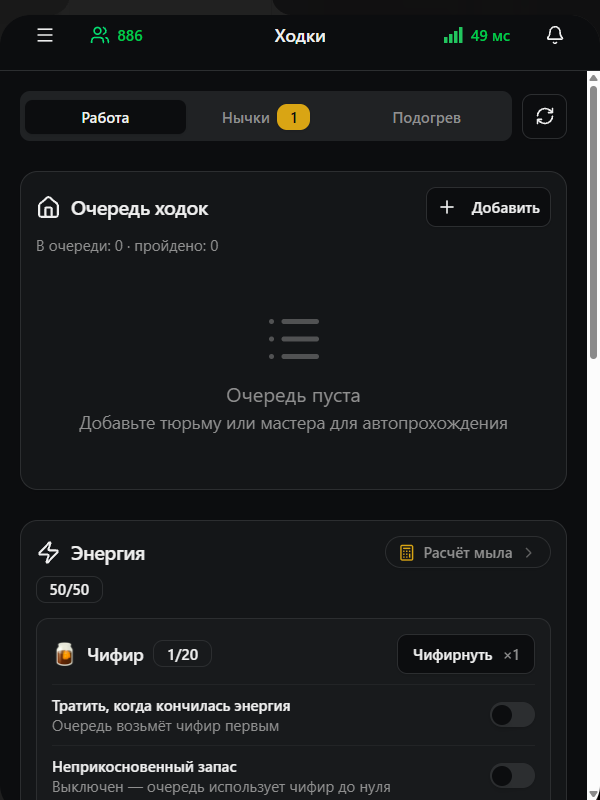 886
Ходки
49 мс
Работа
Нычки 1
Подогрев
Очередь ходок
Добавить
В очереди: 0 · пройдено: 0
Очередь пуста
Добавьте тюрьму или мастера для автопрохождения
Энергия
Расчёт мыла
50/50
Чифир 1/20
Чифирнуть ×1
Тратить, когда кончилась энергия
Очередь возьмёт чифир первым
Неприкосновенный запас
Выключен — очередь использует чифир до нуля